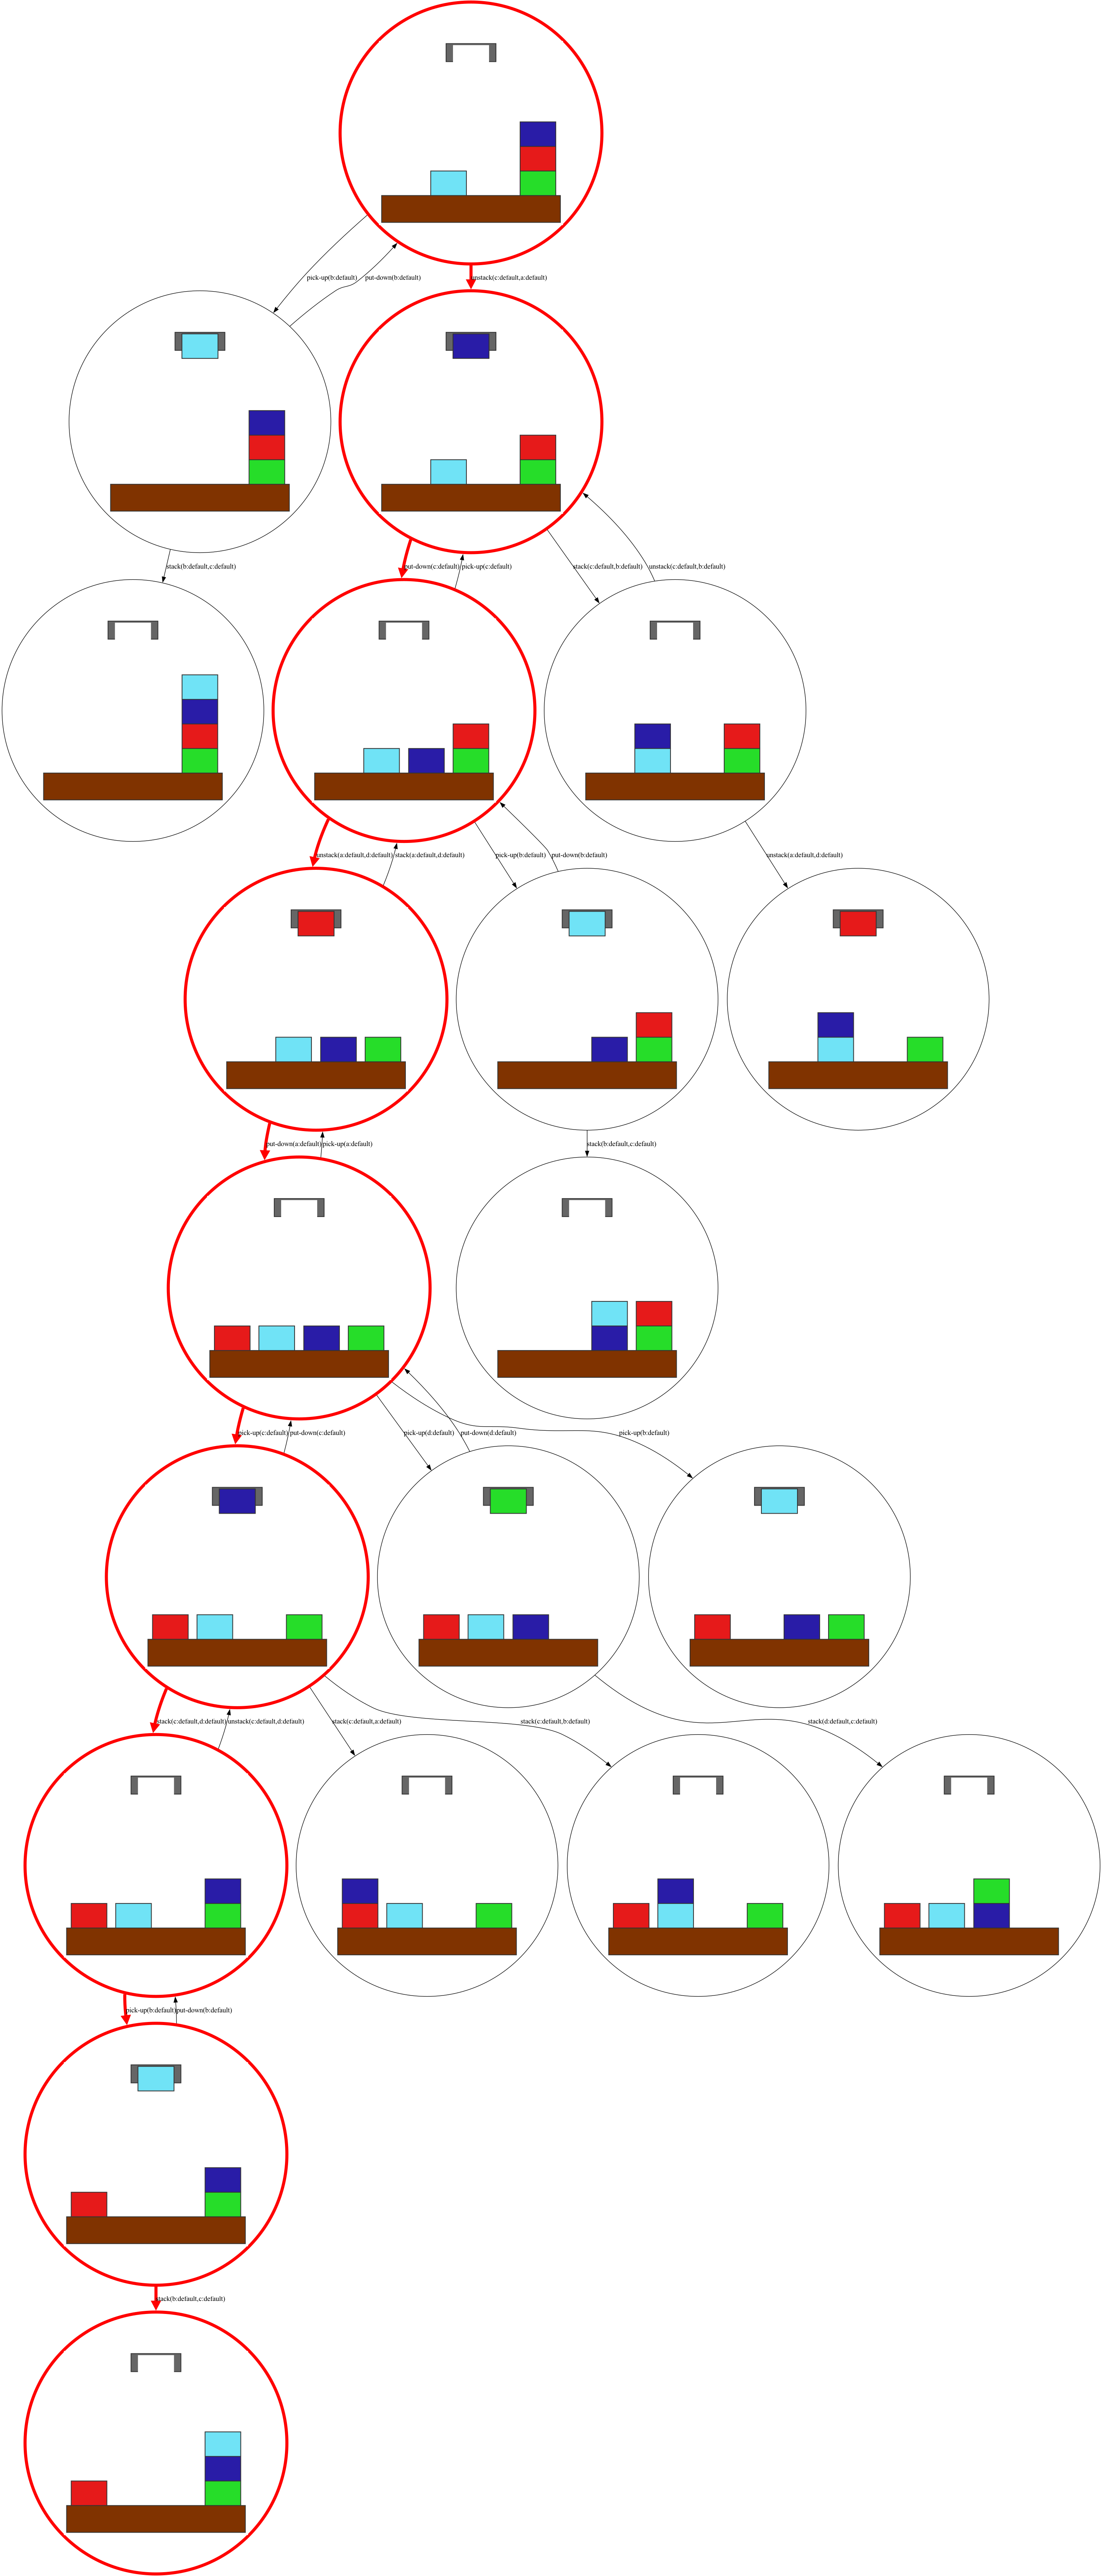 pick-up(b:default)
put-down(b:default)
unstack(c:default,a:default)
stack(b:default,c:default)
put-down(c:default)
pick-up(c:default)
stack(c:default,b:default)
unstack(c:default,b:default)
unstack(a:default,d:default)
stack(a:default,d:default)
pick-up(b:default)
put-down(b:default)
unstack(a:default,d:default)
put-down(a:default)
pick-up(a:default)
stack(b:default,c:default)
pick-up(c:default)
put-down(c:default)
pick-up(d:default)
put-down(d:default)
pick-up(b:default)
stack(c:default,d:default)
unstack(c:default,d:default)
stack(c:default,a:default)
stack(c:default,b:default)
stack(d:default,c:default)
pick-up(b:default)
put-down(b:default)
stack(b:default,c:default)